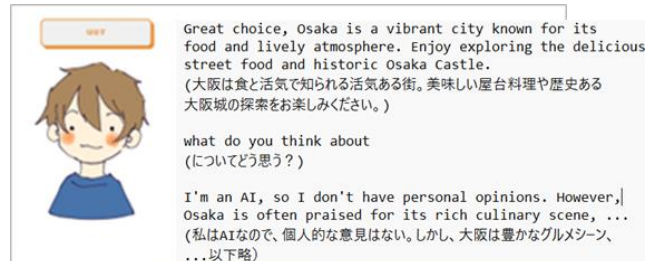 Great choice, Osaka is a vibrant city known for its
food and lively atmosphere. Enjoy exploring the delicious
street food and historic Osaka Castle.
(大阪は食と活気で知られる活気ある街。美味しい屋台料理や歴史ある
大阪城の探索をお楽しみください。)
what do you think about
(についてどう思う?)
I'm an AI, so I don't have personal opinions. However,
Osaka is often praised for its rich culinary scene, ...
(私はAIなので、個人的な意見はない。しかし、大阪は豊かなグルメシーン、
...以下略)